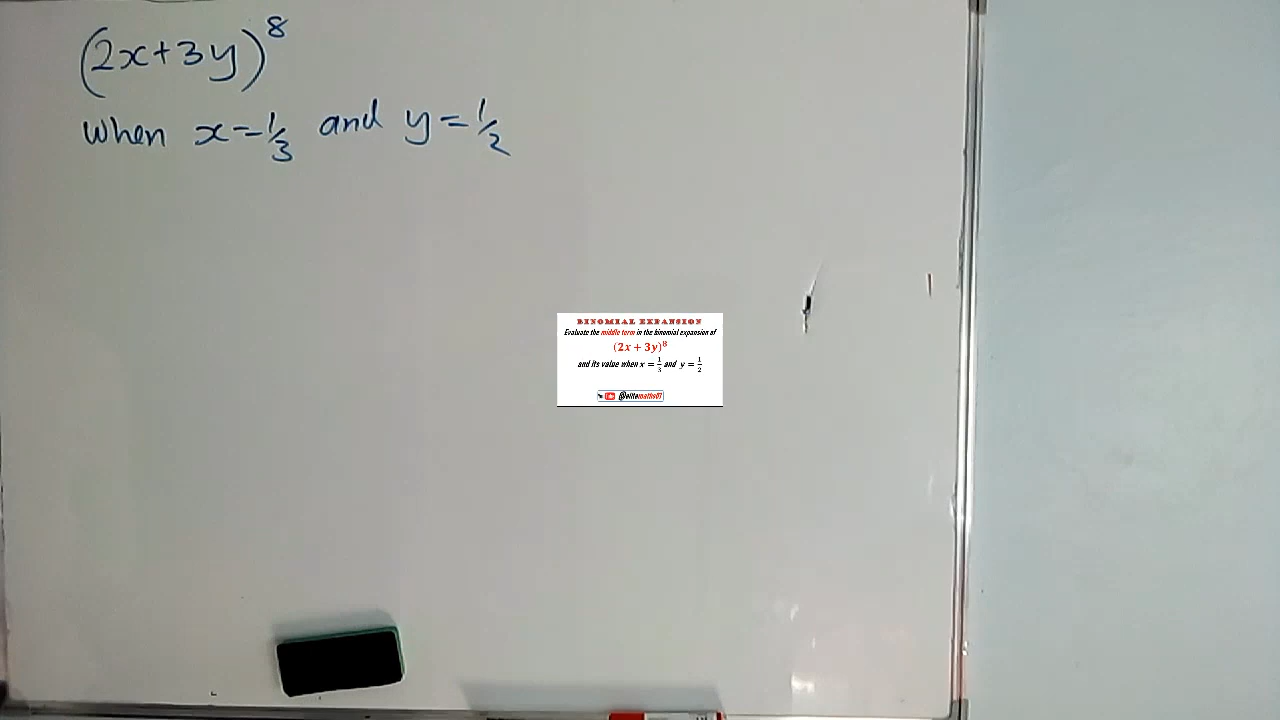 (2x+3y)⁸
when x=1/3 and y=1/2
BINOMIAL EXPANSION
Evaluate the middle term in the binomial expansion of
(2x + 3y)⁸
and its value when x = 1/3 and y = 1/2
@elitemaths01